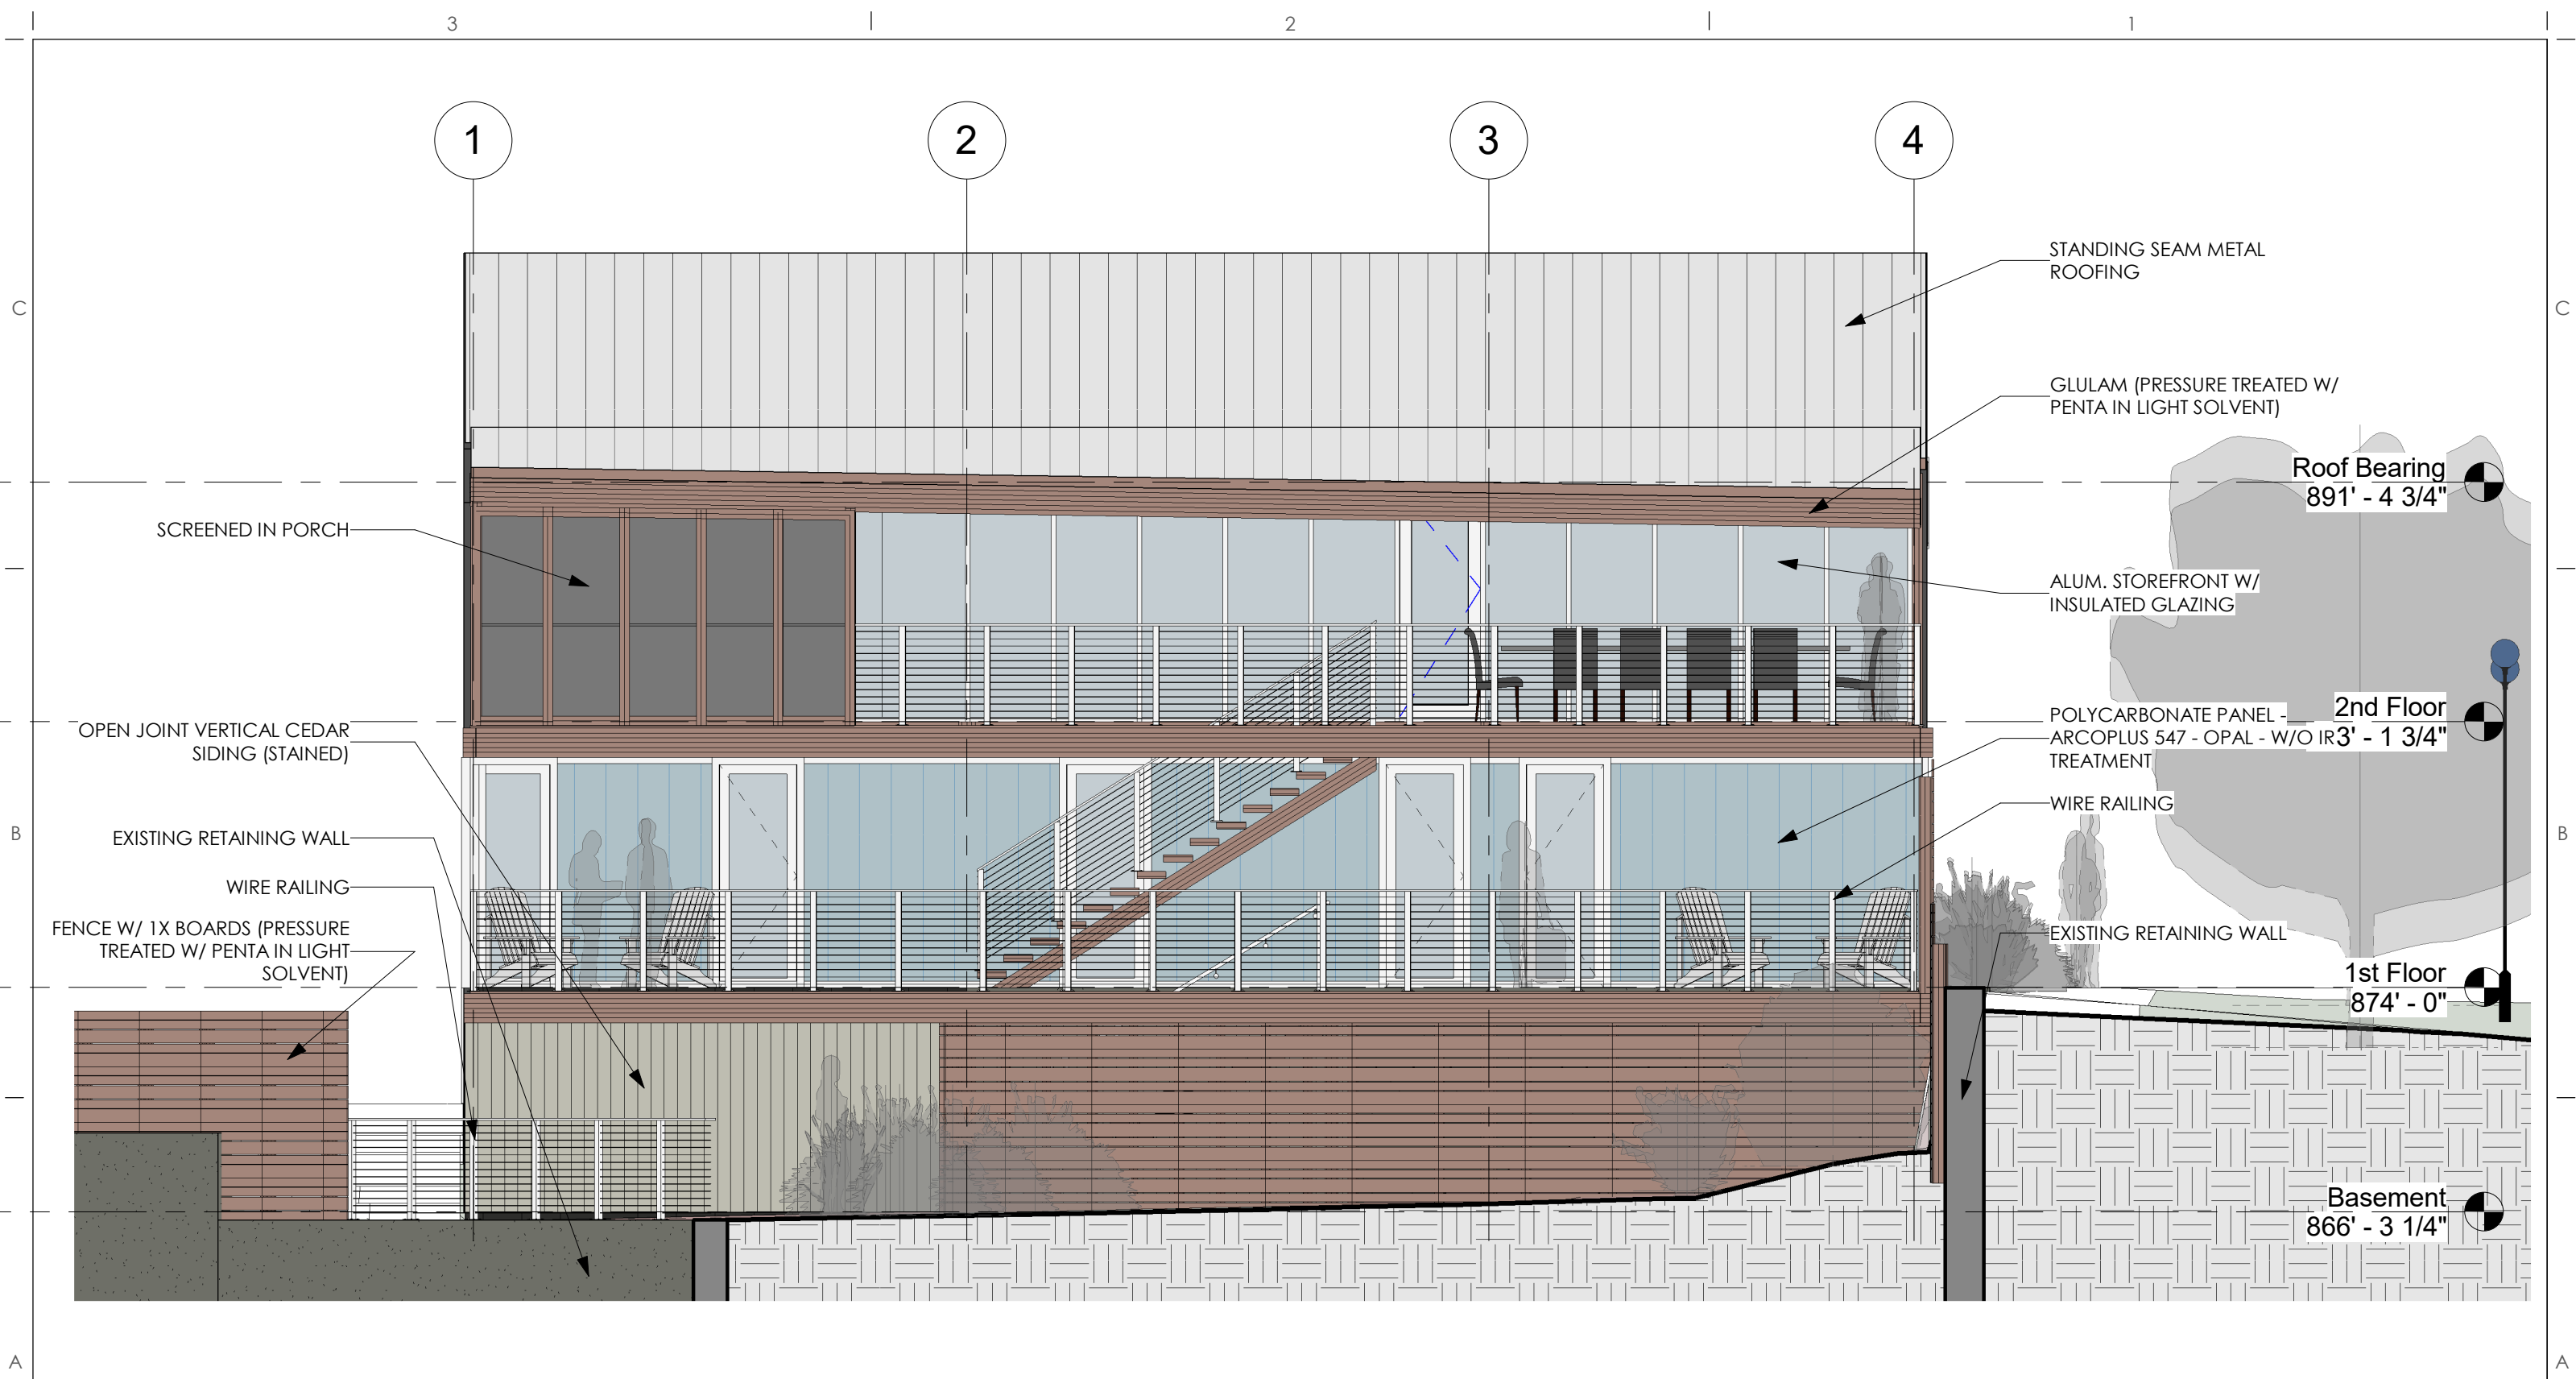 3 2 1
1 2 3 4
C C
STANDING SEAM METAL
ROOFING
GLULAM (PRESSURE TREATED W/
PENTA IN LIGHT SOLVENT)
Roof Bearing
891' - 4 3/4"
SCREENED IN PORCH
ALUM. STOREFRONT W/
INSULATED GLAZING
OPEN JOINT VERTICAL CEDAR
SIDING (STAINED)
POLYCARBONATE PANEL -
ARCOPLUS 547 - OPAL - W/O IR
TREATMENT
2nd Floor
3' - 1 3/4"
WIRE RAILING
B B
EXISTING RETAINING WALL
WIRE RAILING
FENCE W/ 1X BOARDS (PRESSURE
TREATED W/ PENTA IN LIGHT
SOLVENT)
EXISTING RETAINING WALL
1st Floor
874' - 0"
Basement
866' - 3 1/4"
A A